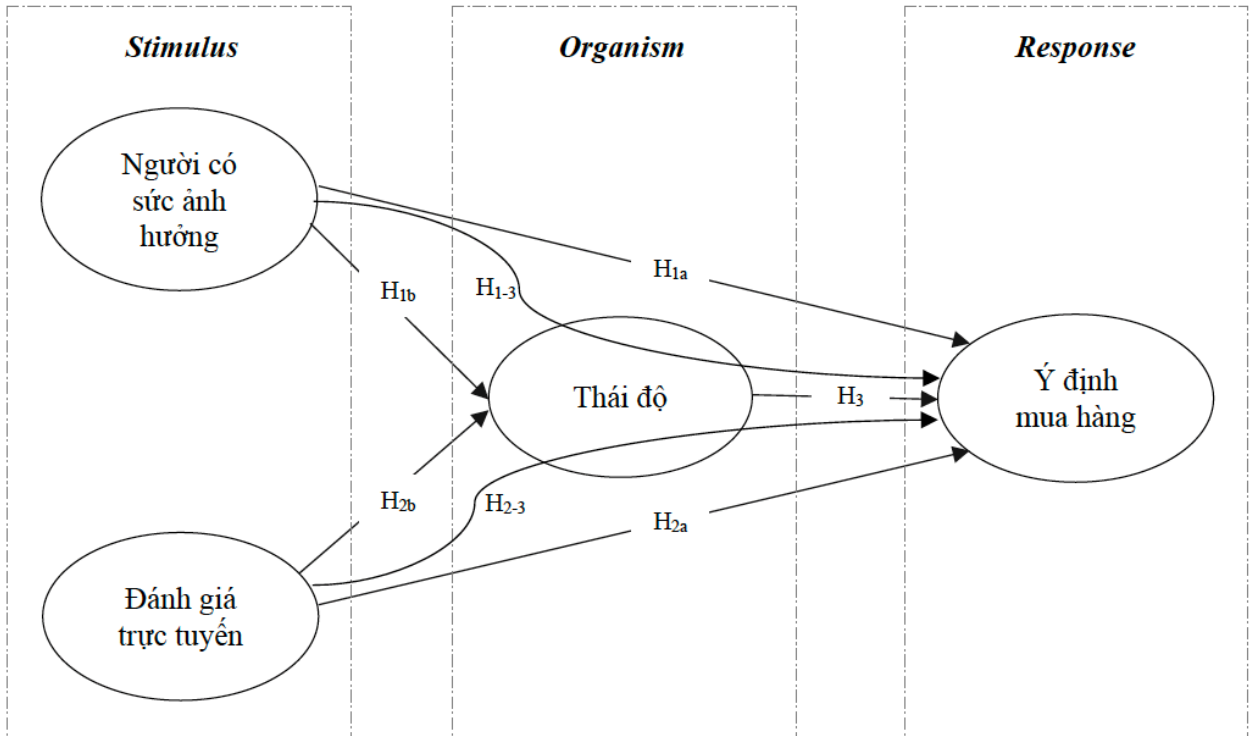 Stimulus
Organism
Response
Người có
sức ảnh
hưởng
H1a
H1b
H1-3
Thái độ
H3
Ý định
mua hàng
H2b
H2-3
H2a
Đánh giá
trực tuyến